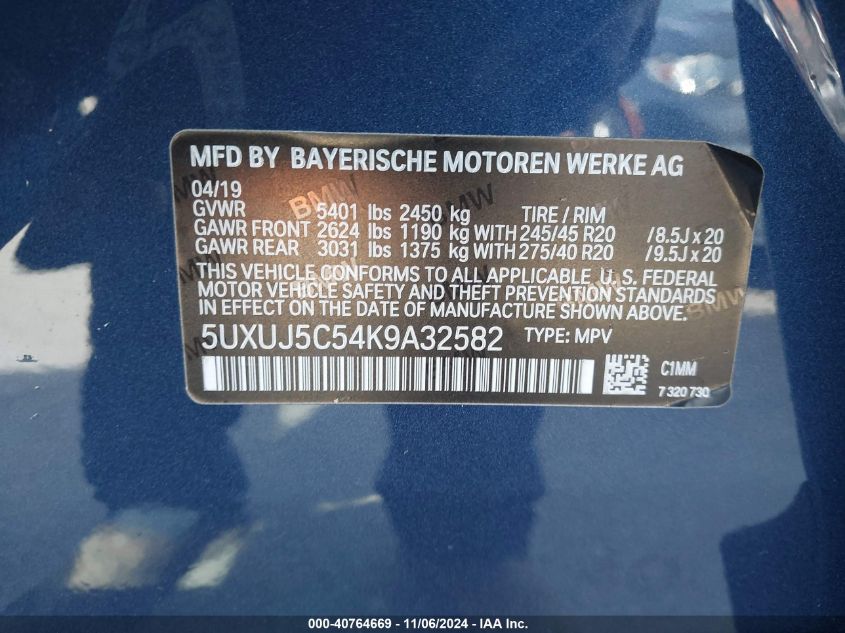 MFD BY BAYERISCHE MOTOREN WERKE AG
04/19
GVWR 5401 lbs 2450 kg TIRE / RIM
GAWR FRONT 2624 lbs 1190 kg WITH 245/45 R20 /8.5J x 20
GAWR REAR 3031 lbs 1375 kg WITH 275/40 R20 /9.5J x 20
THIS VEHICLE CONFORMS TO ALL APPLICABLE U. S. FEDERAL
MOTOR VEHICLE SAFETY AND THEFT PREVENTION STANDARDS
IN EFFECT ON THE DATE OF MANUFACTURE SHOWN ABOVE.
5UXUJ5C54K9A32582 TYPE: MPV
C1MM
7 320 730
000-40764669 - 11/06/2024 - IAA Inc.